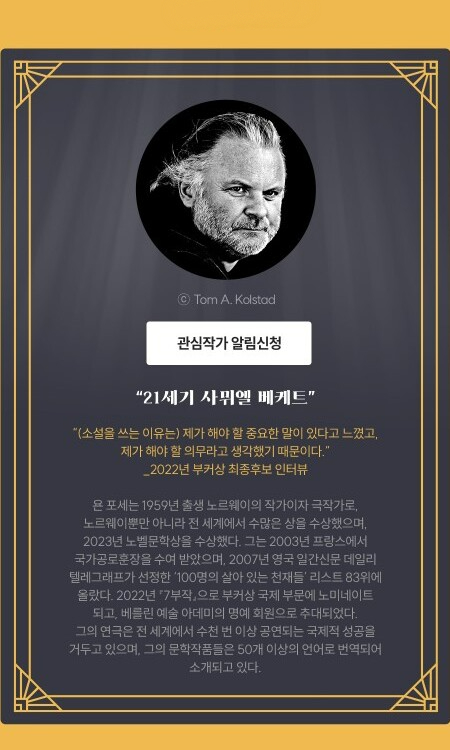 ⓒ Tom A. Kolstad
관심작가 알림신청
“21세기 사뮈엘 베케트”
“(소설을 쓰는 이유는) 제가 해야 할 중요한 말이 있다고 느꼈고,
제가 해야 할 의무라고 생각했기 때문이다.”
_2022년 부커상 최종후보 인터뷰
욘 포세는 1959년 출생 노르웨이의 작가이자 극작가로,
노르웨이뿐만 아니라 전 세계에서 수많은 상을 수상했으며,
2023년 노벨문학상을 수상했다. 그는 2003년 프랑스에서
국가공로훈장을 수여 받았으며, 2007년 영국 일간신문 데일리
텔레그래프가 선정한 ‘100명의 살아 있는 천재들’ 리스트 83위에
올랐다. 2022년 『7부작』으로 부커상 국제 부문에 노미네이트
되고, 베를린 예술 아데미의 명예 회원으로 추대되었다.
그의 연극은 전 세계에서 수천 번 이상 공연되는 국제적 성공을
거두고 있으며, 그의 문학작품들은 50개 이상의 언어로 번역되어
소개되고 있다.